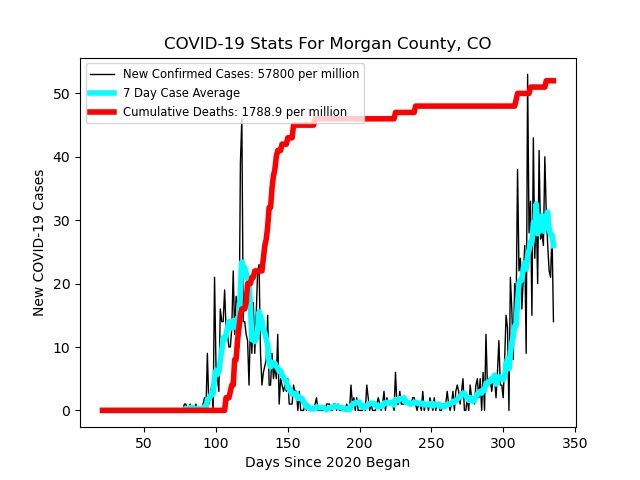 COVID-19 Stats For Morgan County, CO
New Confirmed Cases: 57800 per million
7 Day Case Average
Cumulative Deaths: 1788.9 per million
New COVID-19 Cases
50
40
30
20
10
0
50
100
150
200
250
300
350
Days Since 2020 Began